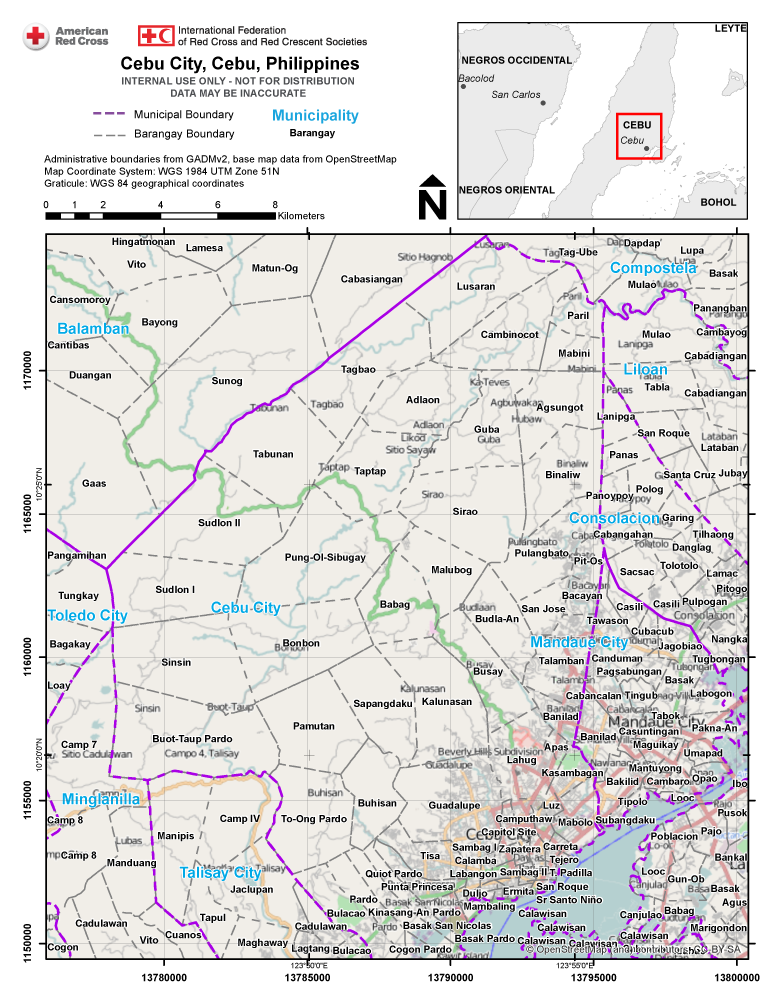 American
Red Cross
International Federation
of Red Cross and Red Crescent Societies
Cebu City, Cebu, Philippines
INTERNAL USE ONLY - NOT FOR DISTRIBUTION
DATA MAY BE INACCURATE
Municipal Boundary
Municipality
Barangay Boundary
Barangay
Administrative boundaries from GADMv2, base map data from OpenStreetMap
Map Coordinate System: WGS 1984 UTM Zone 51N
Graticule: WGS 84 geographical coordinates
0 1 2 4 6 8
Kilometers
N
LEYTE
NEGROS OCCIDENTAL
Bacolod
San Carlos
CEBU
Cebu
NEGROS ORIENTAL
BOHOL
Hingatmonan
Lamesa
Vito
Matun-Og
Sitio Hagnob
Lusaran
Tag-Ube
Dapdap
Lupa
Compostela
Cabasiangan
Lusaran
Basak
Mulao
Cansomoroy
Paril
Panangban
Balamban
Bayong
Paril
Cambinocot
Mulao
Cambayog
Cantibas
Lanipga
Mabini
Cabadiangan
1170000
Duangan
Sunog
Tagbao
Mabini
Liloan
Tabla
Ka-Teves
Panas
Tabla
Cabadiangan
Tabunan
Tagbao
Adlaon
Agbuwakan
Agsungot
Hubaw
Lanipga
Adlaon
Guba
San Roque
Likod
Guba
Lataban
Sitio Sayaw
Lataban
Tabunan
Panas
Taptap
Taptap
Binaliw
Binaliw
Santa Cruz
Jubay
10°25'0"N
Gaas
Polog
Sirao
Panoypoy
1165000
Sirao
Sudlon II
Consolacion
Garing
Cabangahan
Tilhaong
Pulangbato
Tolotolo
Danglag
Pangamihan
Pung-Ol-Sibugay
Pulangbato
Pit-Os
Tolotolo
Malubog
Sacsac
Lamac
Tungkay
Sudlon I
Bacayan
Pitogo
Bacayan
Toledo City
Cebu City
Babag
Budlaan
San Jose
Casili
Casili
Pulpogan
Budla-An
Consolacion
Tawason
Bagakay
Cubacub
Nangka
Bonbon
Bonbon
Mandaue City
Jagobiao
1160000
Sinsin
Busay
Talamban
Canduman
Tugbongan
Busay
Pagsabungan
Talamban
Basak
Loay
Kalunasan
Labogon
Sinsin
Buot-Taup
Sapangdaku
Kalunasan
Cabancalan
Tingub
Banilad
Tabok
Pamutan
Mandaue City
Pakna-An
Casuntingan
Buot-Taup Pardo
Banilad
Maguikay
Camp 7
Beverly Hills Subdivision
Apas
Umapad
Sitio Cadulawan
Campo 4, Talisay
Lahug
10°20'0"N
Guadalupe
Mantuyong
Kasambagan
Bakilid
Cambaro
Opao
Ibo
Minglanilla
Buhisan
Looc
1155000
Buhisan
Guadalupe
Luz
Tipolo
Pusok
Camp 8
Camp IV
To-Ong Pardo
Camputhaw
Mabolo
Subangdaku
Manipis
Cebu City
Capitol Site
Poblacion
Pajo
Lubas
Sambag I
Zapatera
Carreta
Camp 8
Manduang
Tisa
Calamba
Tejero
Bankal
Talisay City
Quiot Pardo
Labangon
Sambag II
T. Padilla
Looc
Gun-Ob
Jaclupan
Punta Princesa
Duljo
Ermita
San Roque
Basak
Pardo
Sr Santo Niño
Agus
Basak San Nicolas
Mambaling
Bulacao
Kinasang-An Pardo
Calawisan
Canjulao
Babag
Tapul
Cadulawan
Pardo
Basak San Nicolas
Calawisan
Marigondon
Cadulawan
Cuanos
Basak Pardo
Calawisan
Calawisan
Calawisan
Vito
Maghaway
Lagtang
Bulacao
Cogon Pardo
Cogon
1150000
© OpenStreetMap contributors, CC-BY-SA
123°50'E
123°55'E
13780000
13785000
13790000
13795000
13800000